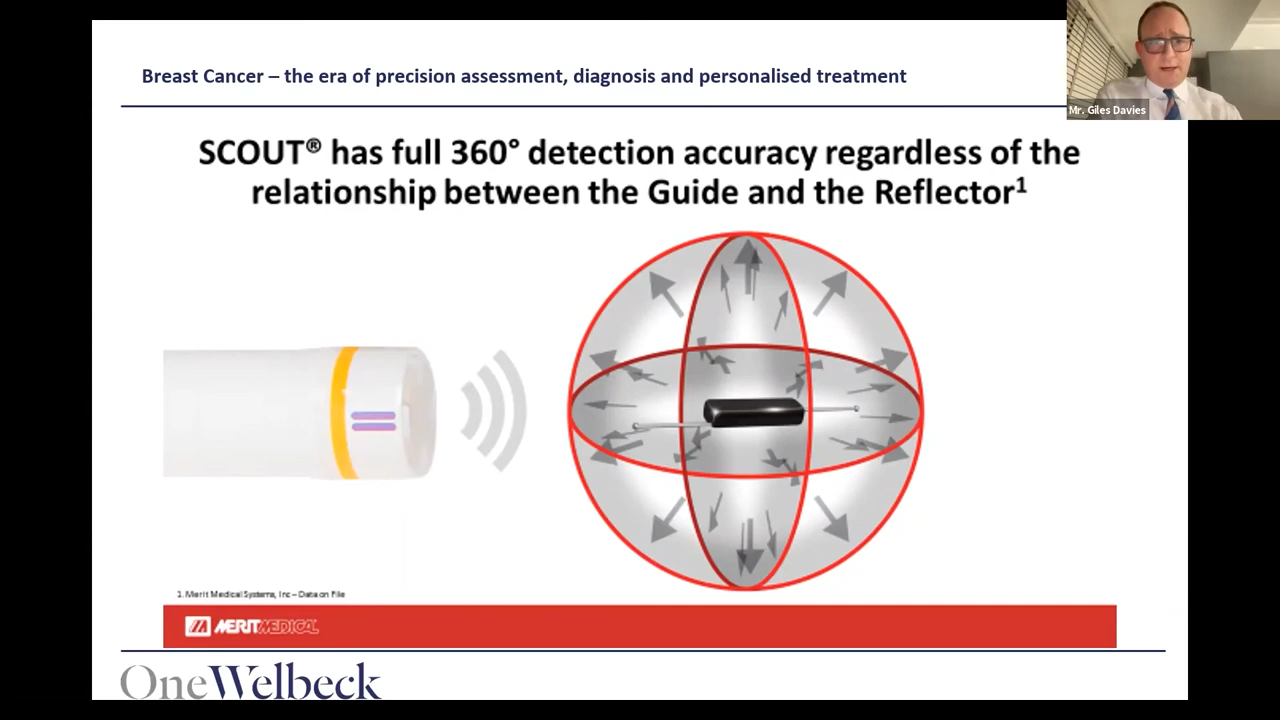 Breast Cancer – the era of precision assessment, diagnosis and personalised treatment
Mr. Giles Davies
SCOUT® has full 360° detection accuracy regardless of the
relationship between the Guide and the Reflector¹
1. Merit Medical Systems, Inc – Data on File
MERITMEDICAL
OneWelbeck